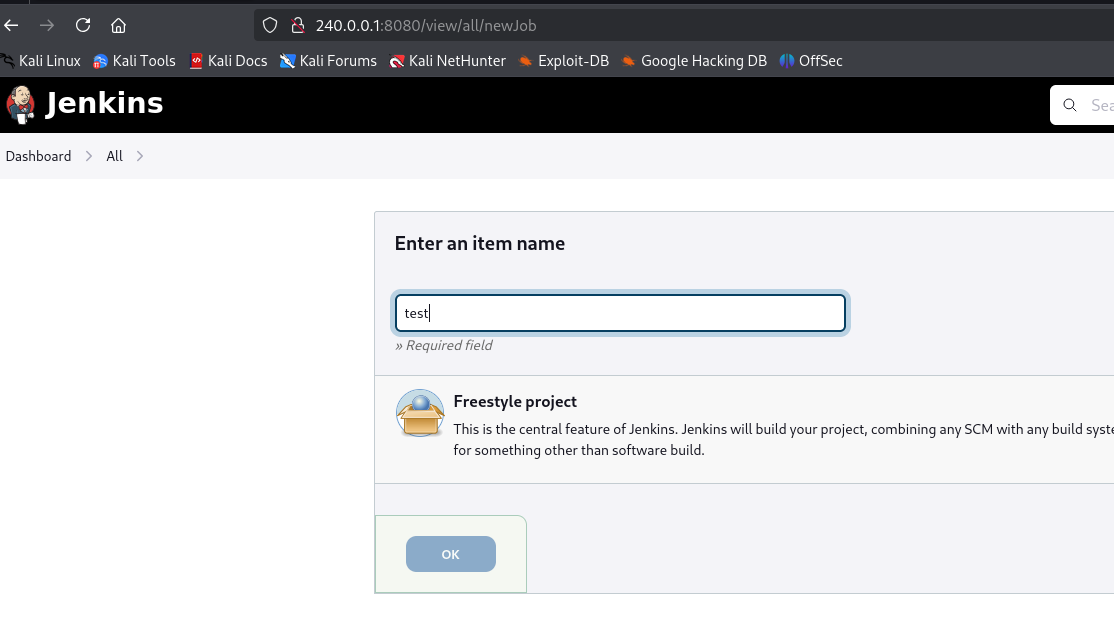 240.0.0.1:8080/view/all/newJob
Kali Linux Kali Tools Kali Docs Kali Forums Kali NetHunter Exploit-DB Google Hacking DB OffSec
Jenkins
Sea
Dashboard All
Enter an item name
test
» Required field
Freestyle project
This is the central feature of Jenkins. Jenkins will build your project, combining any SCM with any build syste
for something other than software build.
OK